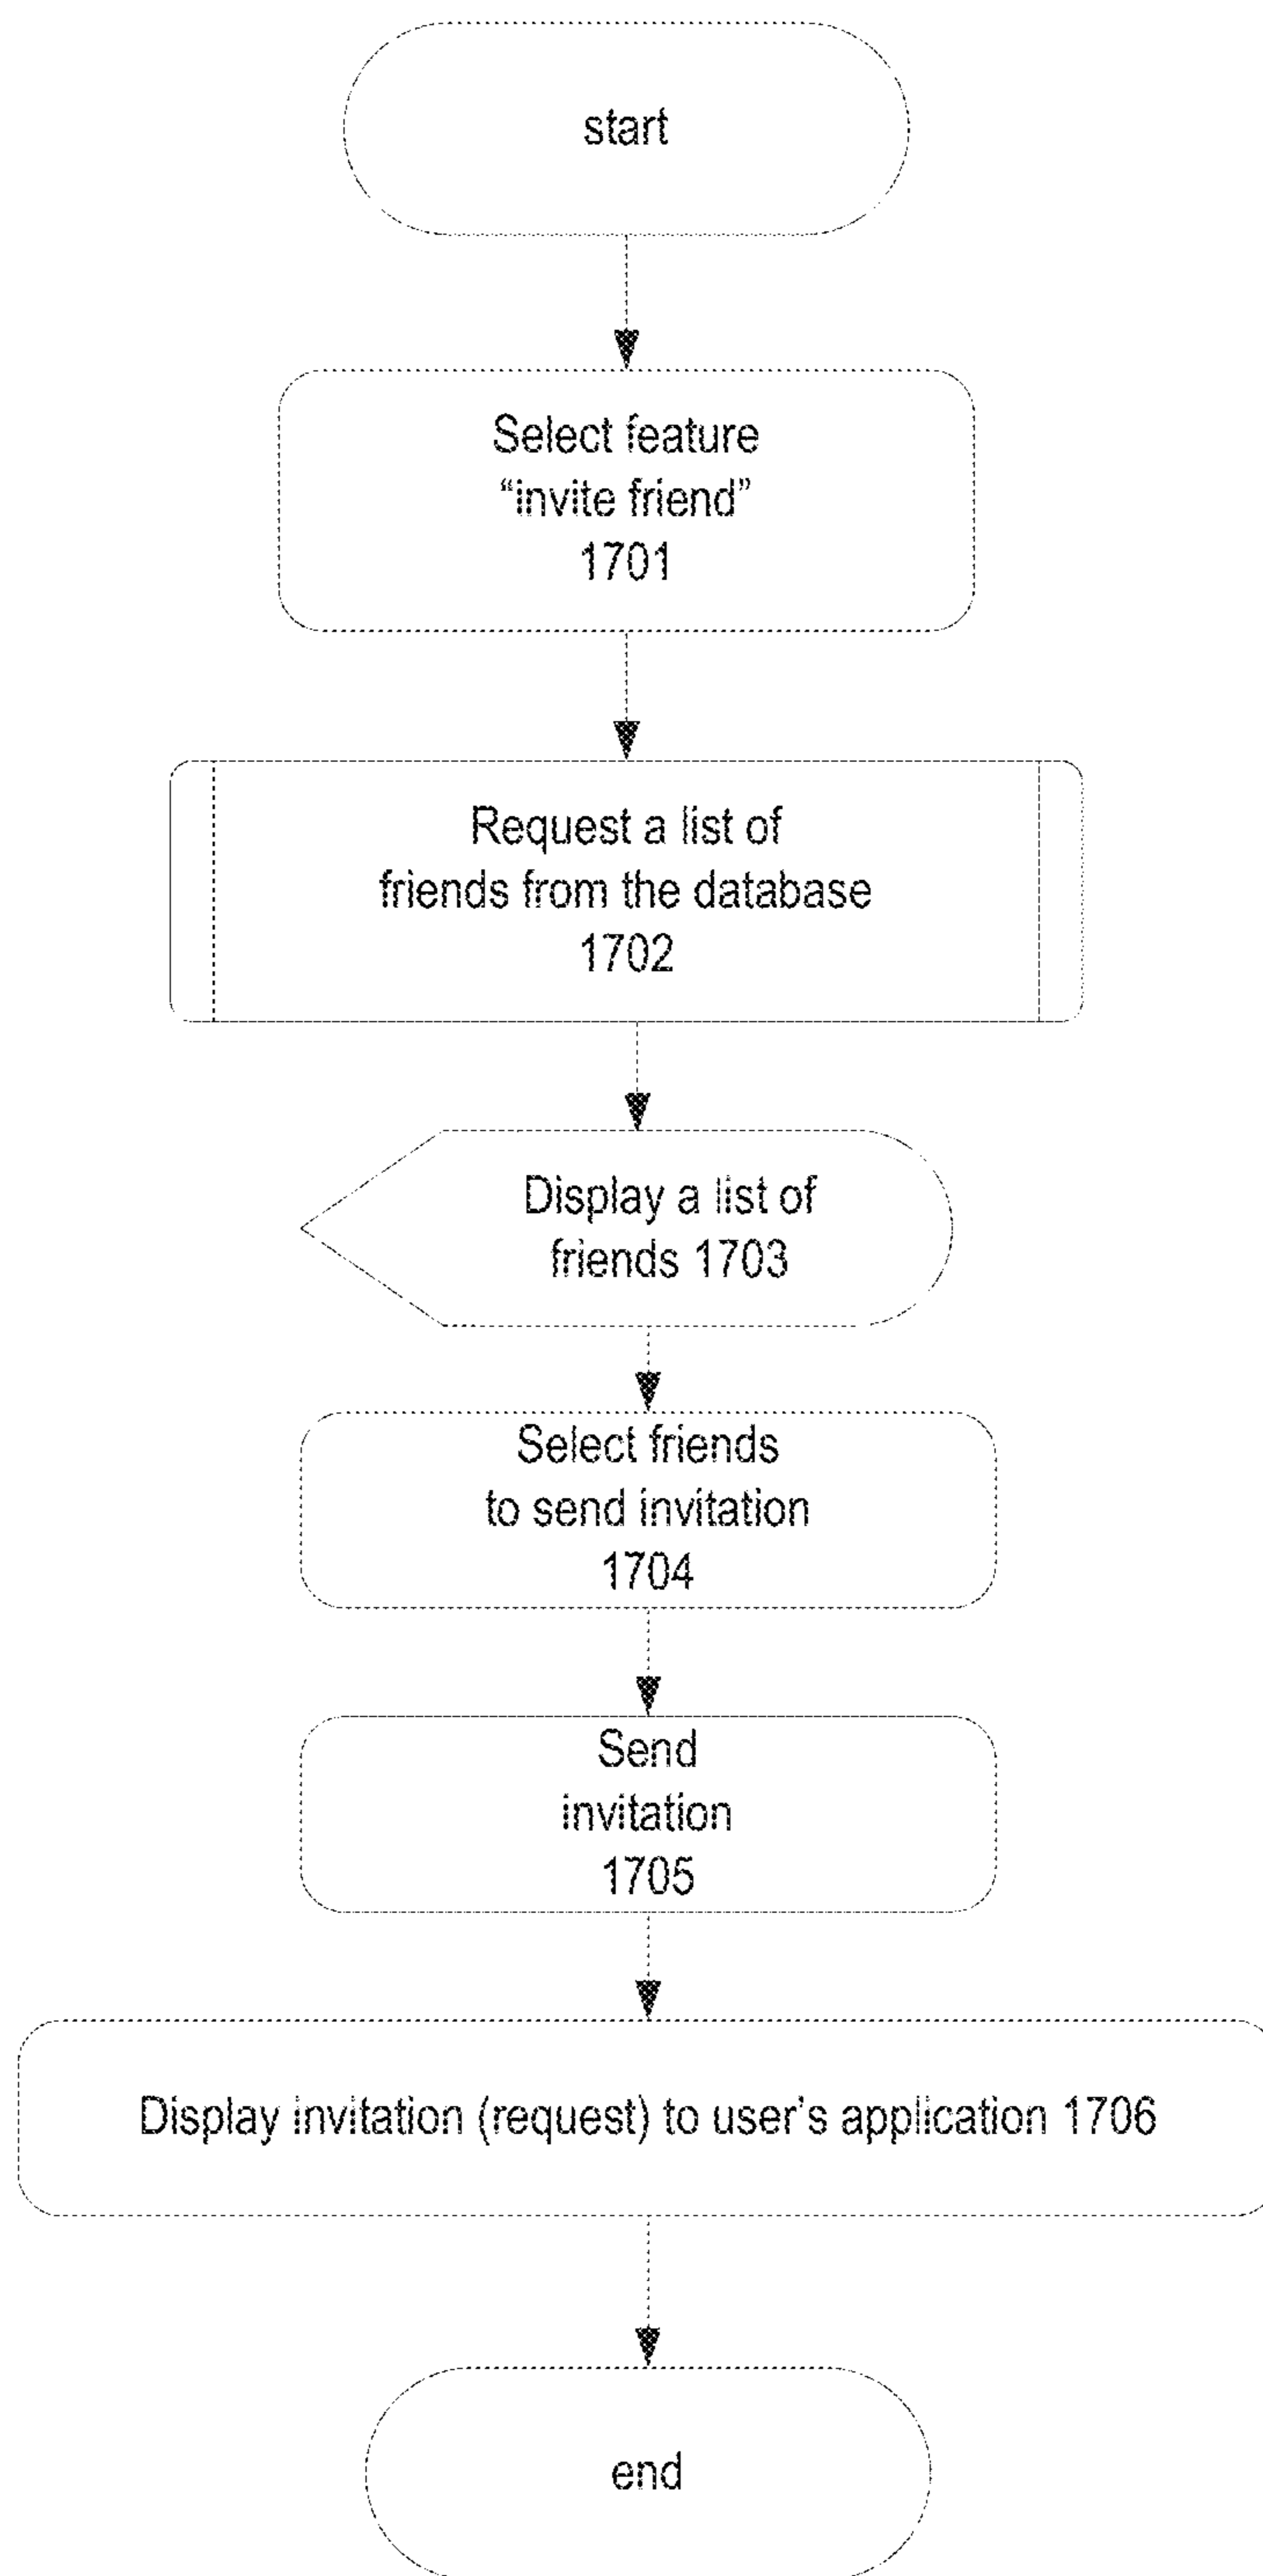 start
Select feature
“invite friend”
1701
Request a list of
friends from the database
1702
Display a list of
friends 1703
Select friends
to send invitation
1704
Send
invitation
1705
Display invitation (request) to user’s application 1706
end